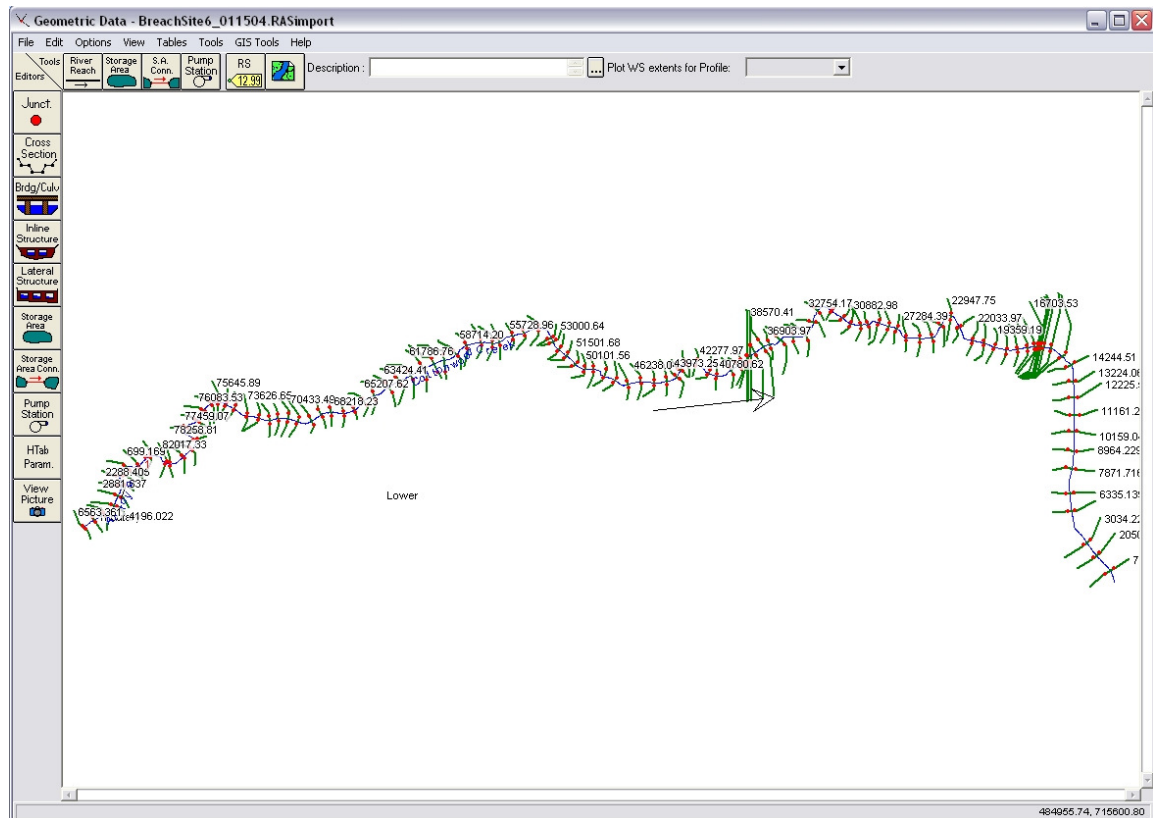 Geometric Data - BreachSite6_011504.RASimport
File Edit Options View Tables Tools GIS Tools Help
Tools
Editors
River Reach
Storage Area
S.A. Conn.
Pump Station
RS
12.99
Description :
...
Plot WS extents for Profile:
Junct.
Cross Section
Brdg/Culv
Inline Structure
Lateral Structure
Storage Area
Storage Area Conn.
Pump Station
HTab Param.
View Picture
38570.41
32754.17
30882.98
22947.75
16703.53
36903.97
27284.39
22033.97
19359.19
55728.96
53000.64
58714.20
51501.68
50101.56
61786.76
42277.97
46238.0
43973.25
40780.62
63424.41
65207.62
14244.51
13224.06
12225.
11161.2
10159.0
8964.229
7871.716
6335.139
3034.22
205
7
75645.89
76083.53
73626.65
70433.49
68218.23
77459.07
78258.81
82017.33
699.169
2288.405
2881.637
6563.361
4196.022
Lower
484955.74, 715600.80